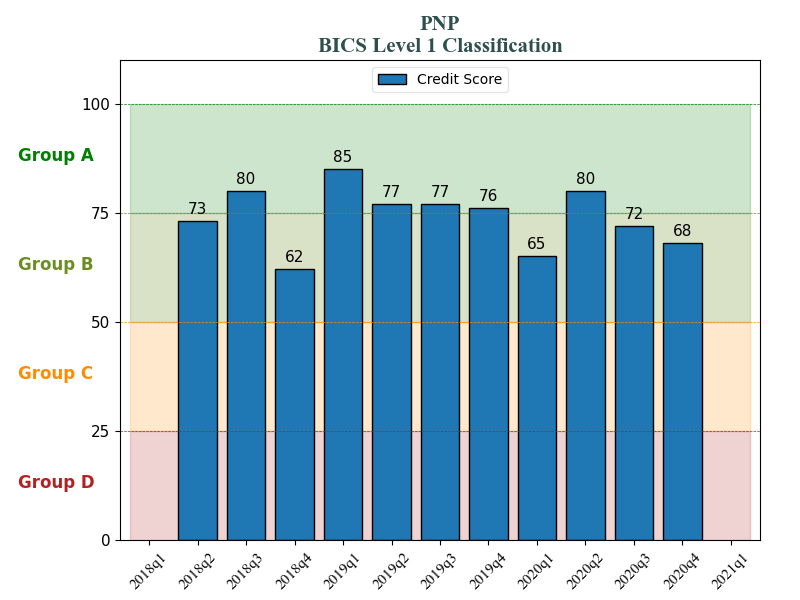 PNP
BICS Level 1 Classification
Credit Score
100
Group A
85
80
80
77
77
76
75
73
72
68
65
62
Group B
50
Group C
25
Group D
0
2018q1 2018q2 2018q3 2018q4 2019q1 2019q2 2019q3 2019q4 2020q1 2020q2 2020q3 2020q4 2021q1